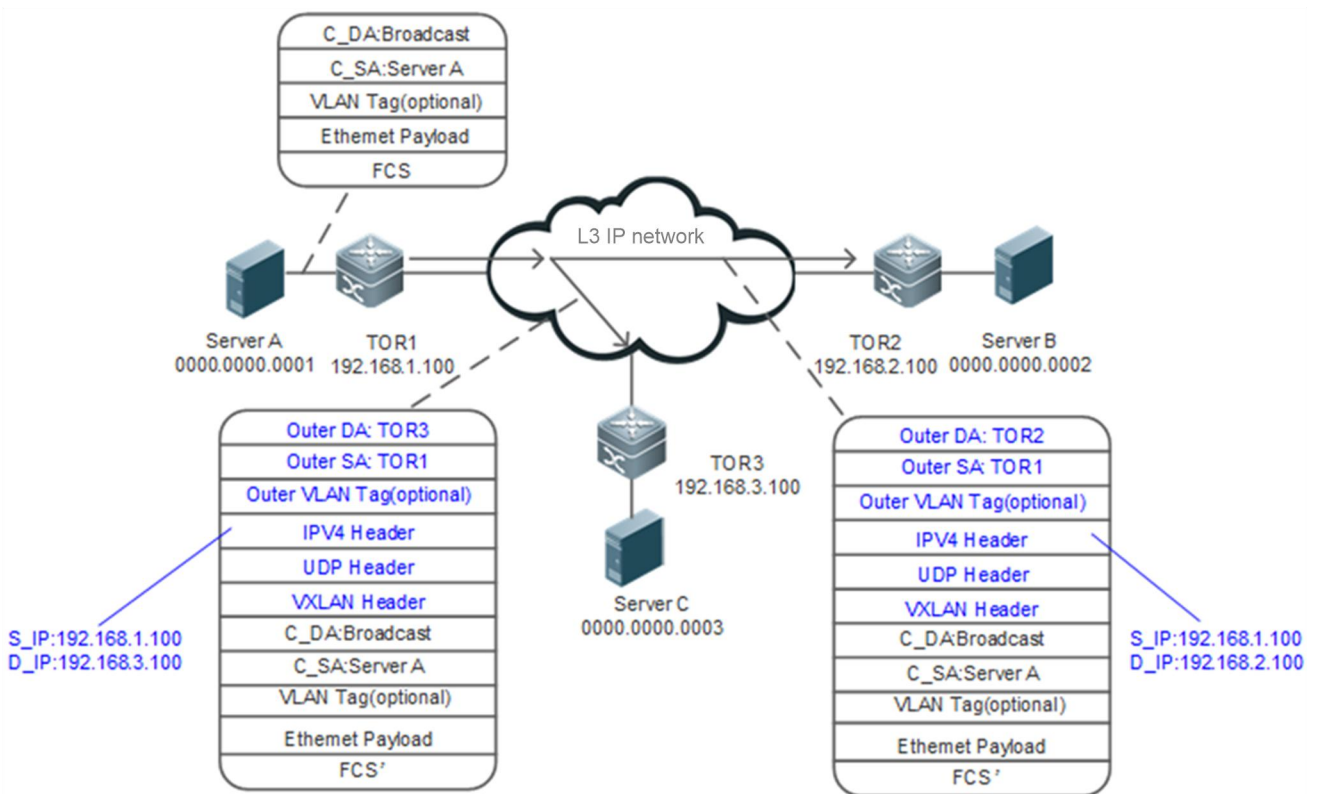 C_DA:Broadcast
C_SA:Server A
VLAN Tag(optional)
Ethemet Payload
FCS
L3 IP network
Server A
0000.0000.0001
TOR1
192.168.1.100
TOR2
192.168.2.100
Server B
0000.0000.0002
TOR3
192.168.3.100
Server C
0000.0000.0003
Outer DA: TOR3
Outer SA: TOR1
Outer VLAN Tag(optional)
IPV4 Header
UDP Header
VXLAN Header
C_DA:Broadcast
C_SA:Server A
VLAN Tag(optional)
Ethemet Payload
FCS'
S_IP:192.168.1.100
D_IP:192.168.3.100
Outer DA: TOR2
Outer SA: TOR1
Outer VLAN Tag(optional)
IPV4 Header
UDP Header
VXLAN Header
C_DA:Broadcast
C_SA:Server A
VLAN Tag(optional)
Ethemet Payload
FCS'
S_IP:192.168.1.100
D_IP:192.168.2.100